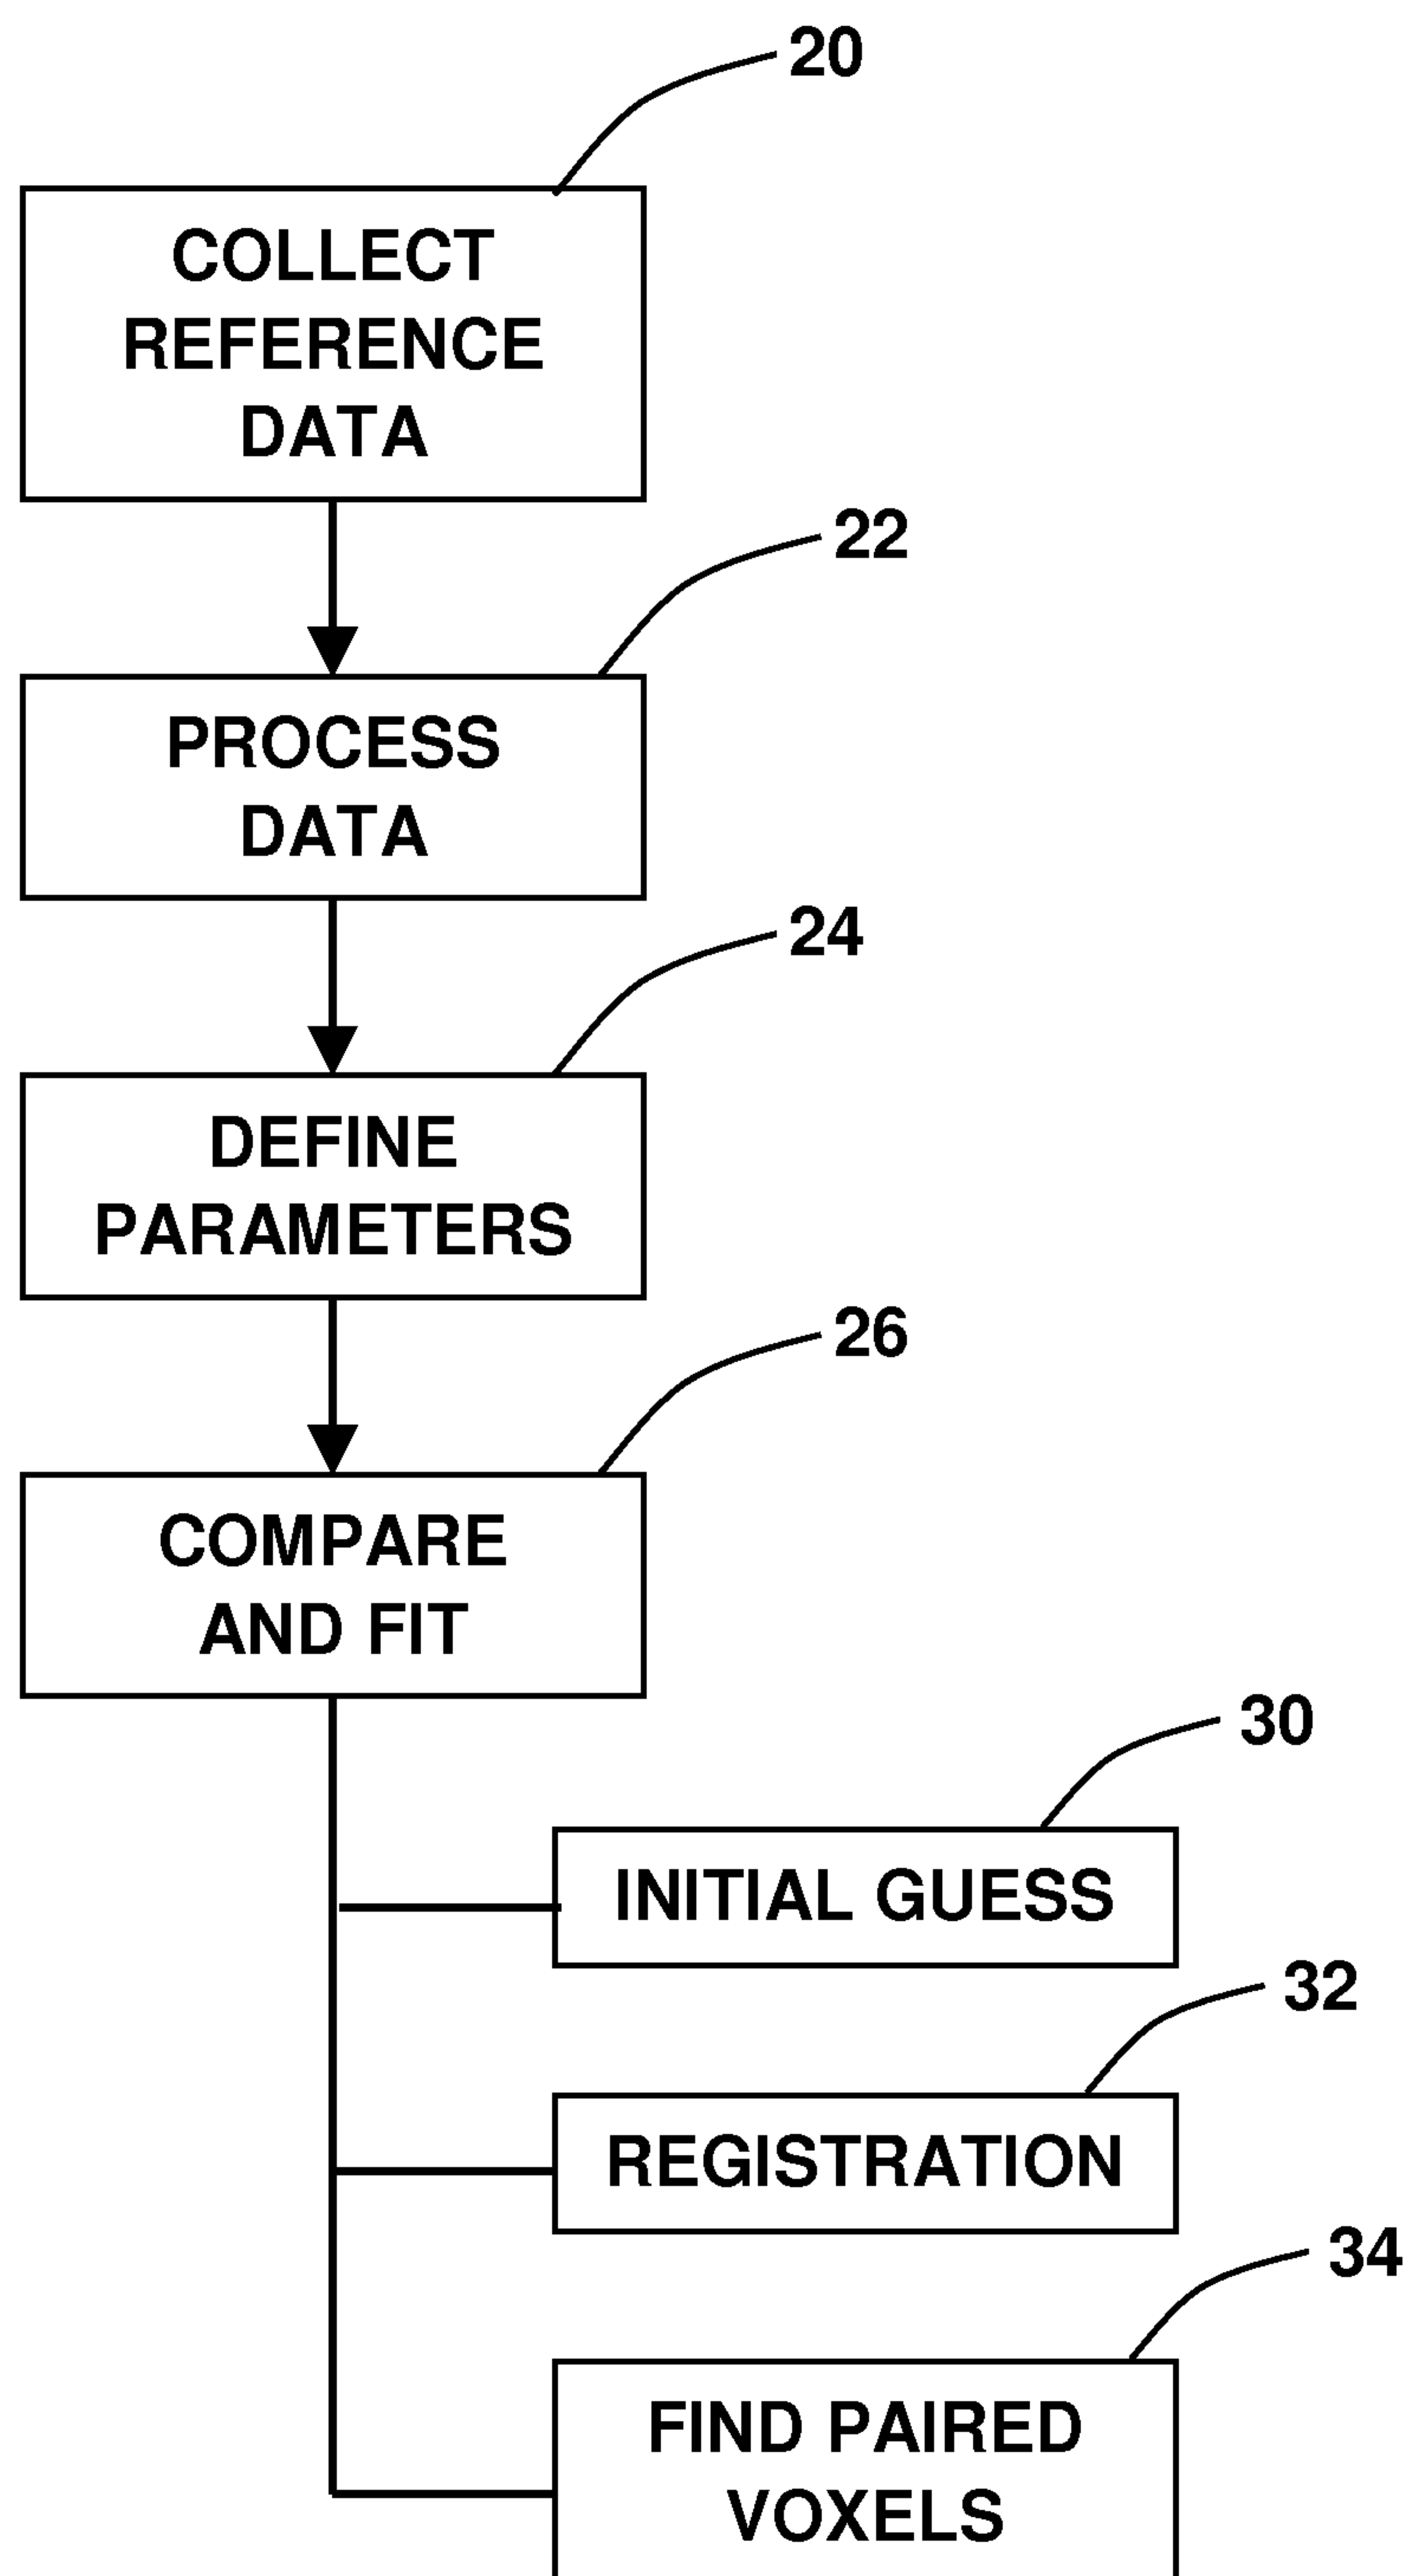 20
COLLECT
REFERENCE
DATA
22
PROCESS
DATA
24
DEFINE
PARAMETERS
26
COMPARE
AND FIT
30
INITIAL GUESS
32
REGISTRATION
34
FIND PAIRED
VOXELS